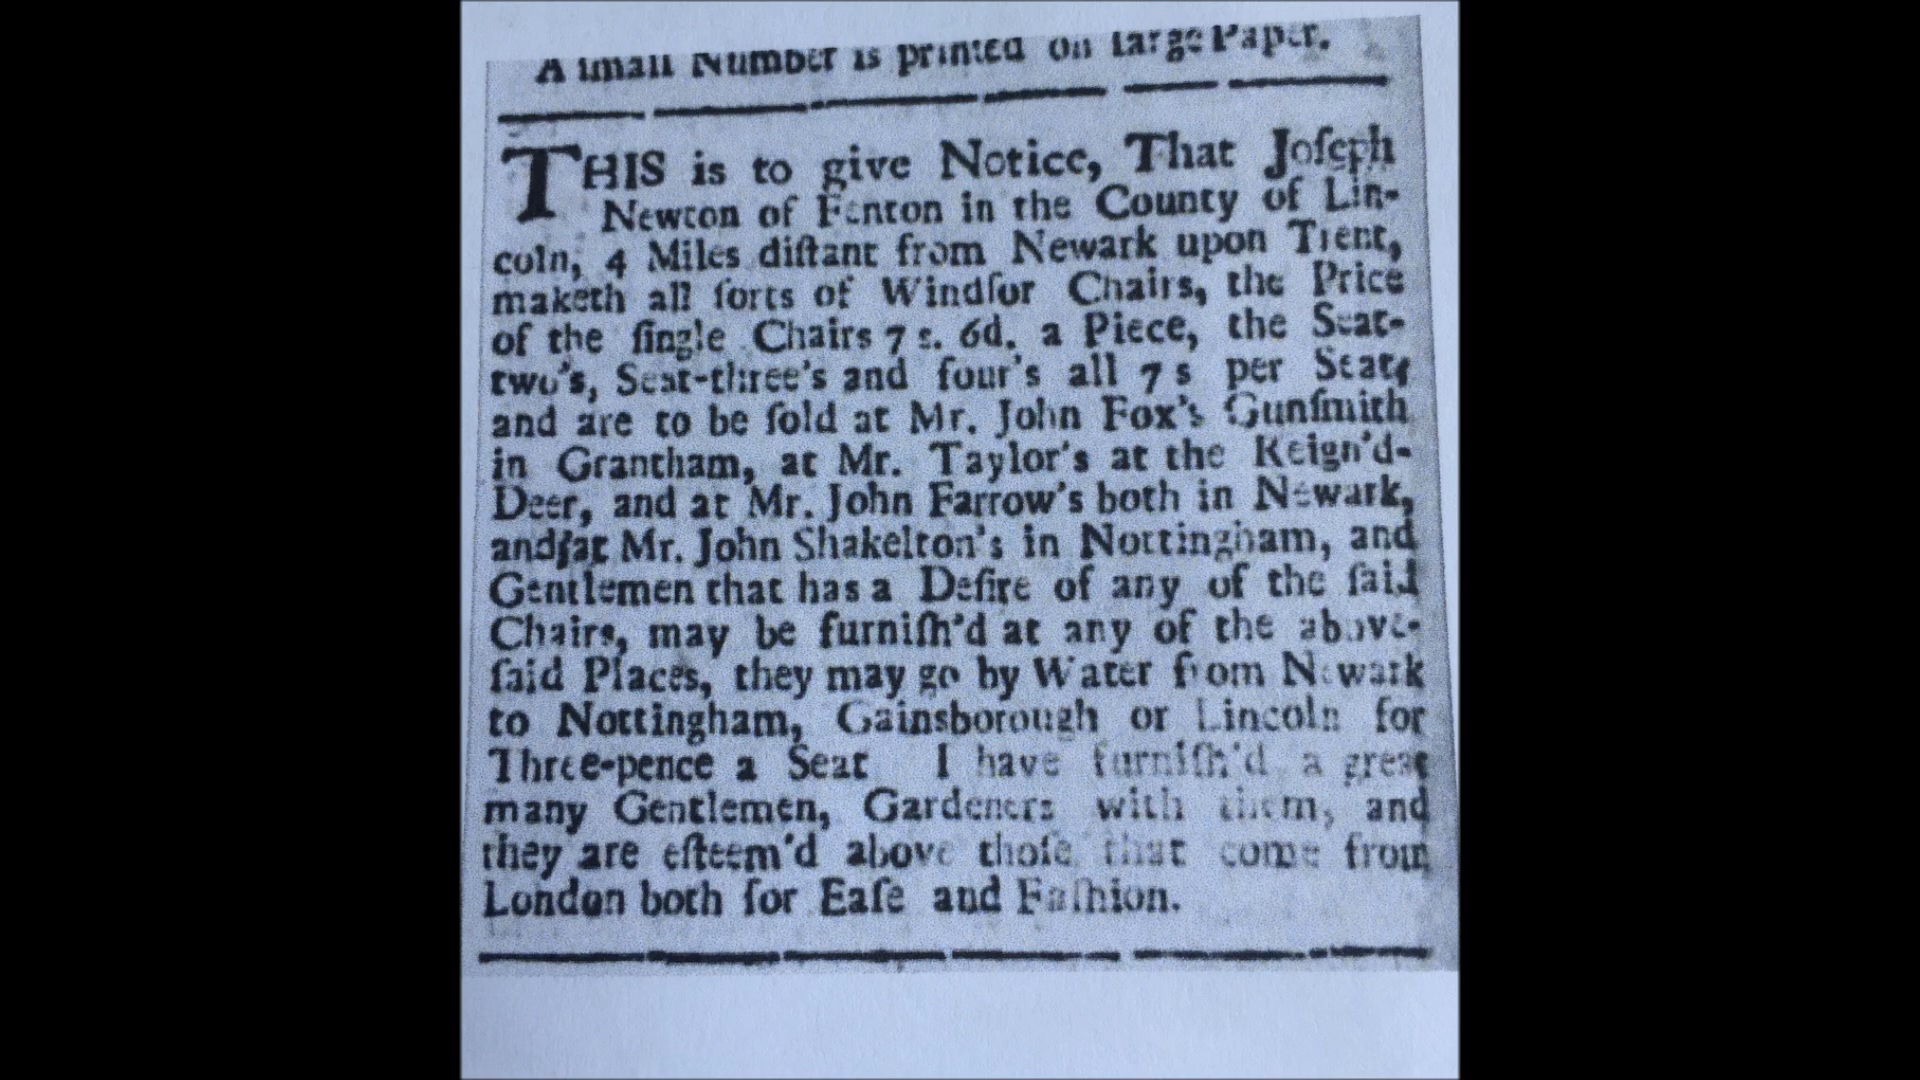 A ſmall Number is printed on large Paper.
THIS is to give Notice, That Joſeph
Newton of Fenton in the County of Lin-
coln, 4 Miles diſtant from Newark upon Trent,
maketh all ſorts of Windſor Chairs, the Price
of the ſingle Chairs 7 s. 6d. a Piece, the Seat-
two's, Seat-three's and four's all 7 s per Seat,
and are to be ſold at Mr. John Fox's Gunſmith
in Grantham, at Mr. Taylor's at the Reign'd-
Deer, and at Mr. John Farrow's both in Newark,
and at Mr. John Shakelton's in Nottingham, and
Gentlemen that has a Deſire of any of the ſaid
Chairs, may be furniſh'd at any of the above-
ſaid Places, they may go by Water from Newark
to Nottingham, Gainsborough or Lincoln for
Three-pence a Seat I have furniſh'd a great
many Gentlemen, Gardeners with them, and
they are eſteem'd above thoſe that come from
London both for Eaſe and Faſhion.